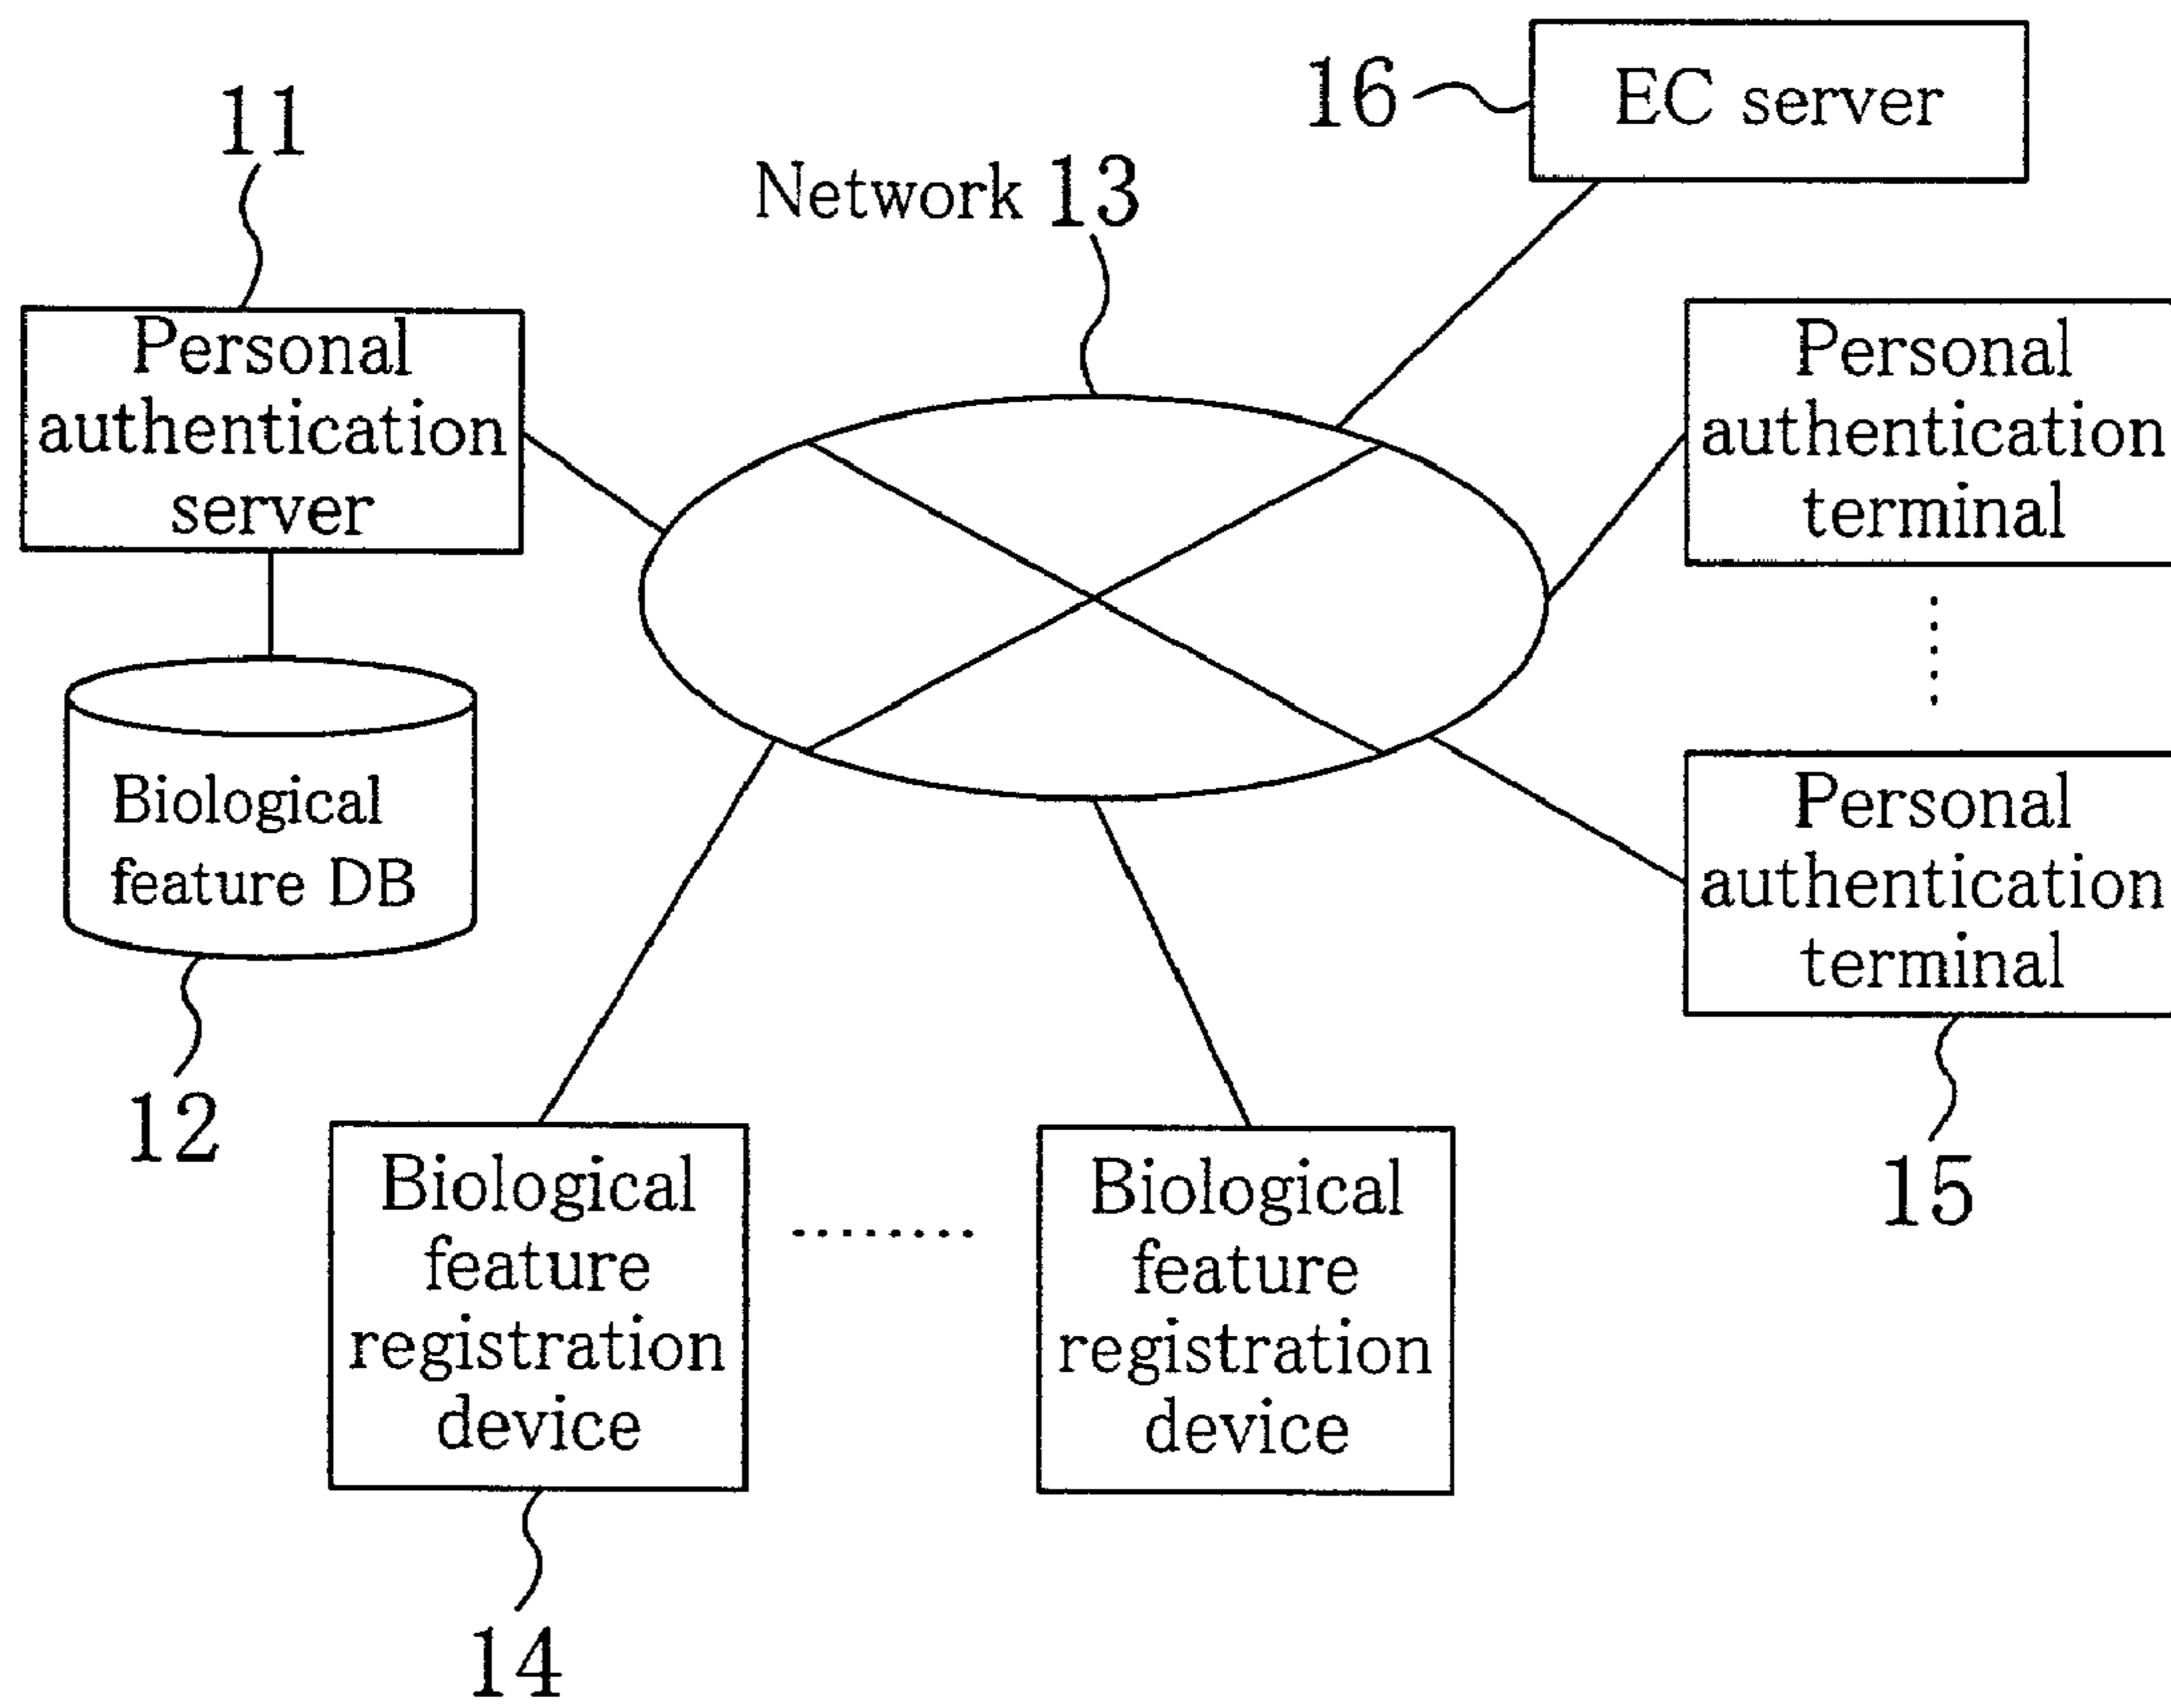 16
EC server
11
Network 13
Personal
authentication
server
Personal
authentication
terminal
Biological
feature DB
Personal
authentication
terminal
12
15
Biological
feature
registration
device
Biological
feature
registration
device
14